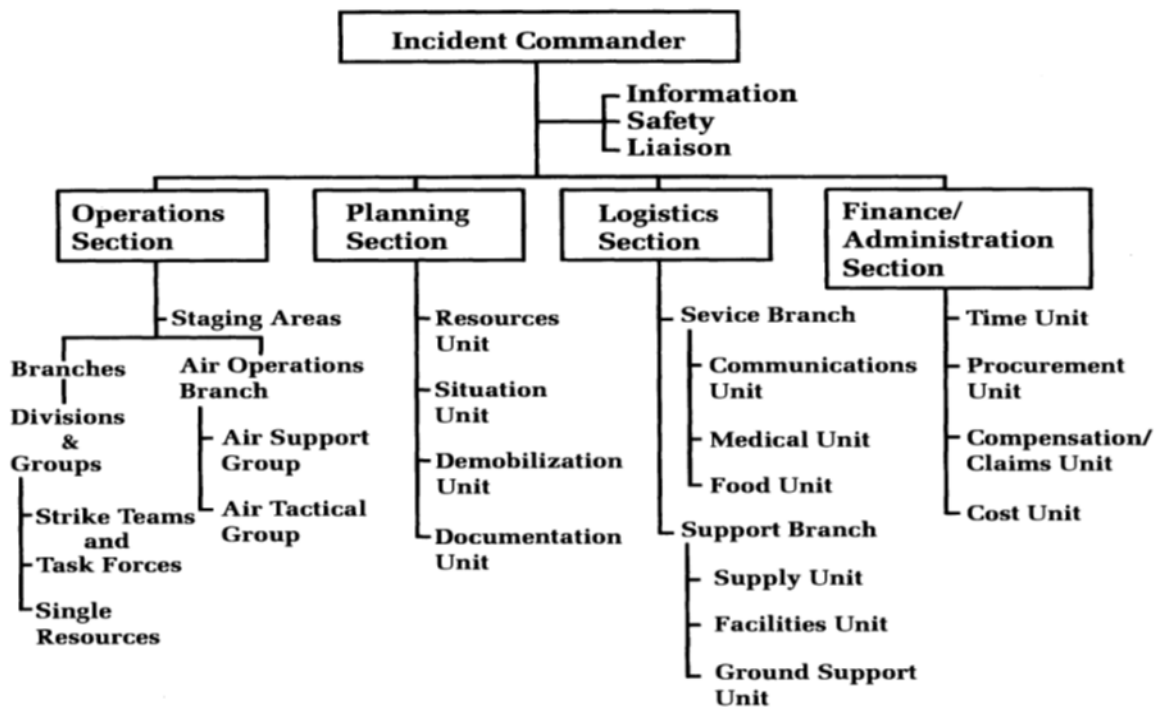 Incident Commander
Information
Safety
Liaison
Operations
Section
Planning
Section
Logistics
Section
Finance/
Administration
Section
Staging Areas
Branches
Divisions
&
Groups
Strike Teams
and
Task Forces
Single
Resources
Air Operations
Branch
Air Support
Group
Air Tactical
Group
Resources
Unit
Situation
Unit
Demobilization
Unit
Documentation
Unit
Sevice Branch
Communications
Unit
Medical Unit
Food Unit
Support Branch
Supply Unit
Facilities Unit
Ground Support
Unit
Time Unit
Procurement
Unit
Compensation/
Claims Unit
Cost Unit